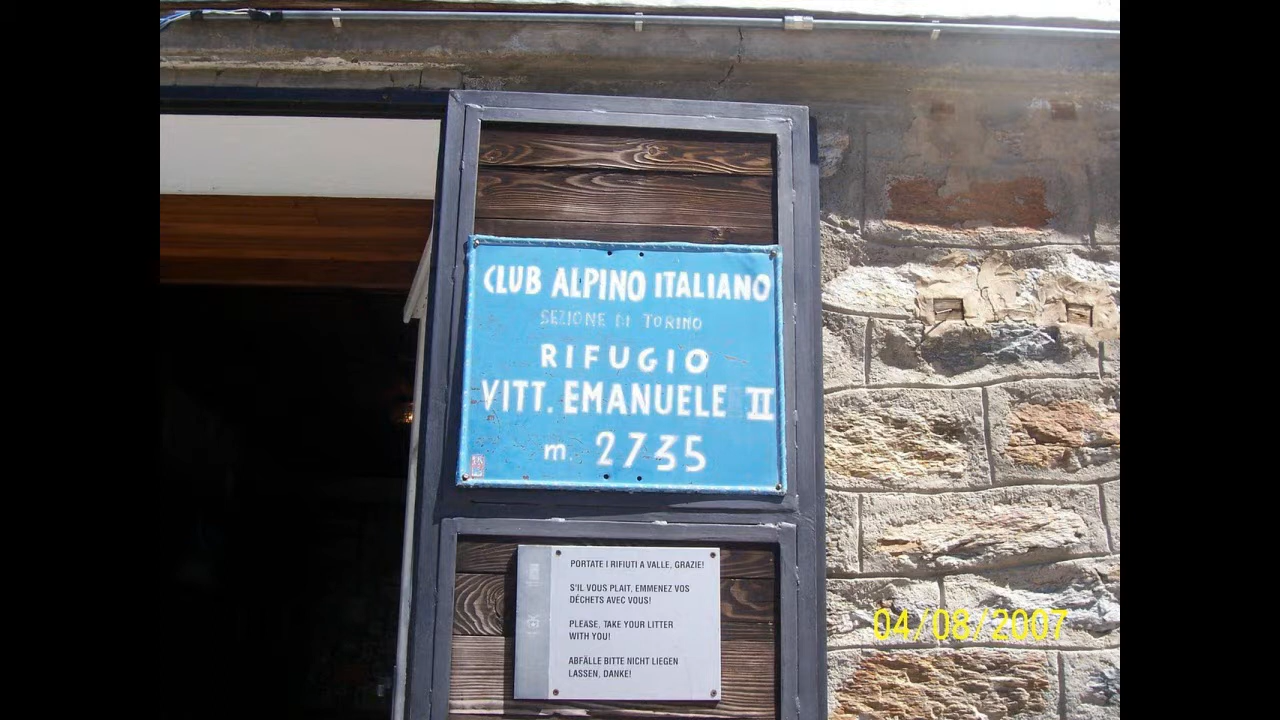 CLUB ALPINO ITALIANO
SEZIONE DI TORINO
RIFUGIO
VITT. EMANUELE II
m. 2735
PORTATE I RIFIUTI A VALLE, GRAZIE!
S'IL VOUS PLAIT, EMMENEZ VOS
DÉCHETS AVEC VOUS!
PLEASE, TAKE YOUR LITTER
WITH YOU!
ABFÄLLE BITTE NICHT LIEGEN
LASSEN, DANKE!
04/08/2007